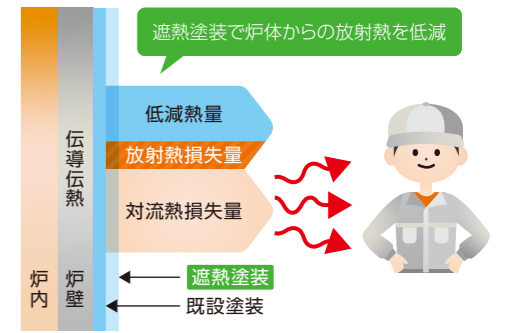 遮熱塗装で炉体からの放射熱を低減
低減熱量
放射熱損失量
対流熱損失量
伝導伝熱
炉内
炉壁
遮熱塗装
既設塗装